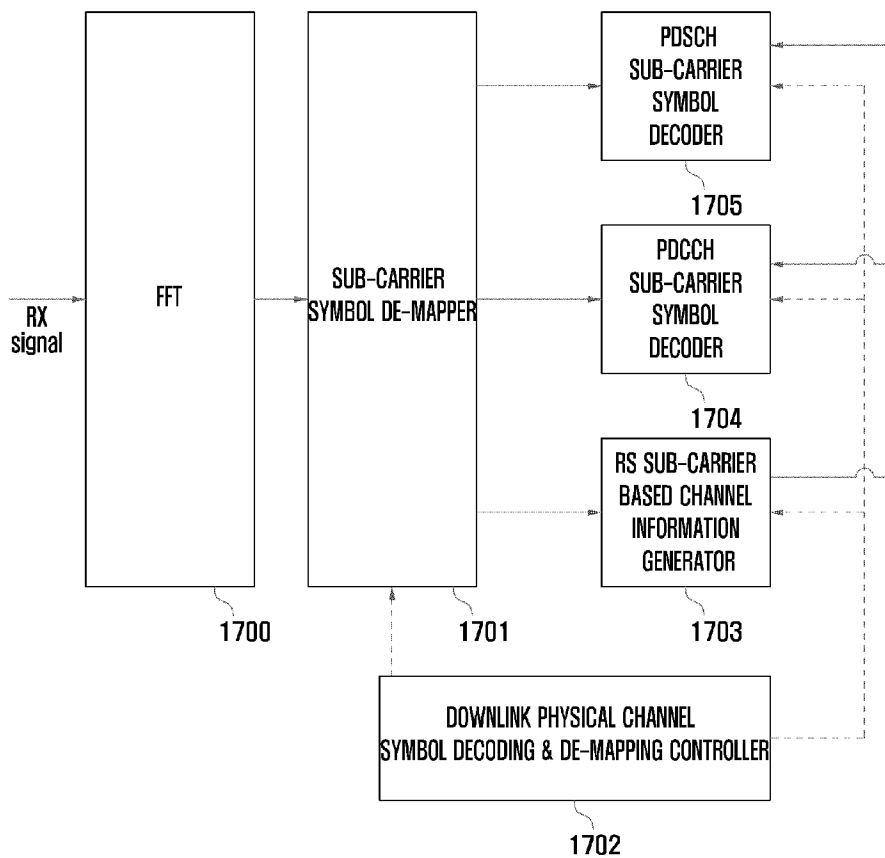 RX
signal
FFT
1700
SUB-CARRIER
SYMBOL DE-MAPPER
1701
PDSCH
SUB-CARRIER
SYMBOL
DECODER
1705
PDCCH
SUB-CARRIER
SYMBOL
DECODER
1704
RS SUB-CARRIER
BASED CHANNEL
INFORMATION
GENERATOR
1703
DOWNLINK PHYSICAL CHANNEL
SYMBOL DECODING & DE-MAPPING CONTROLLER
1702